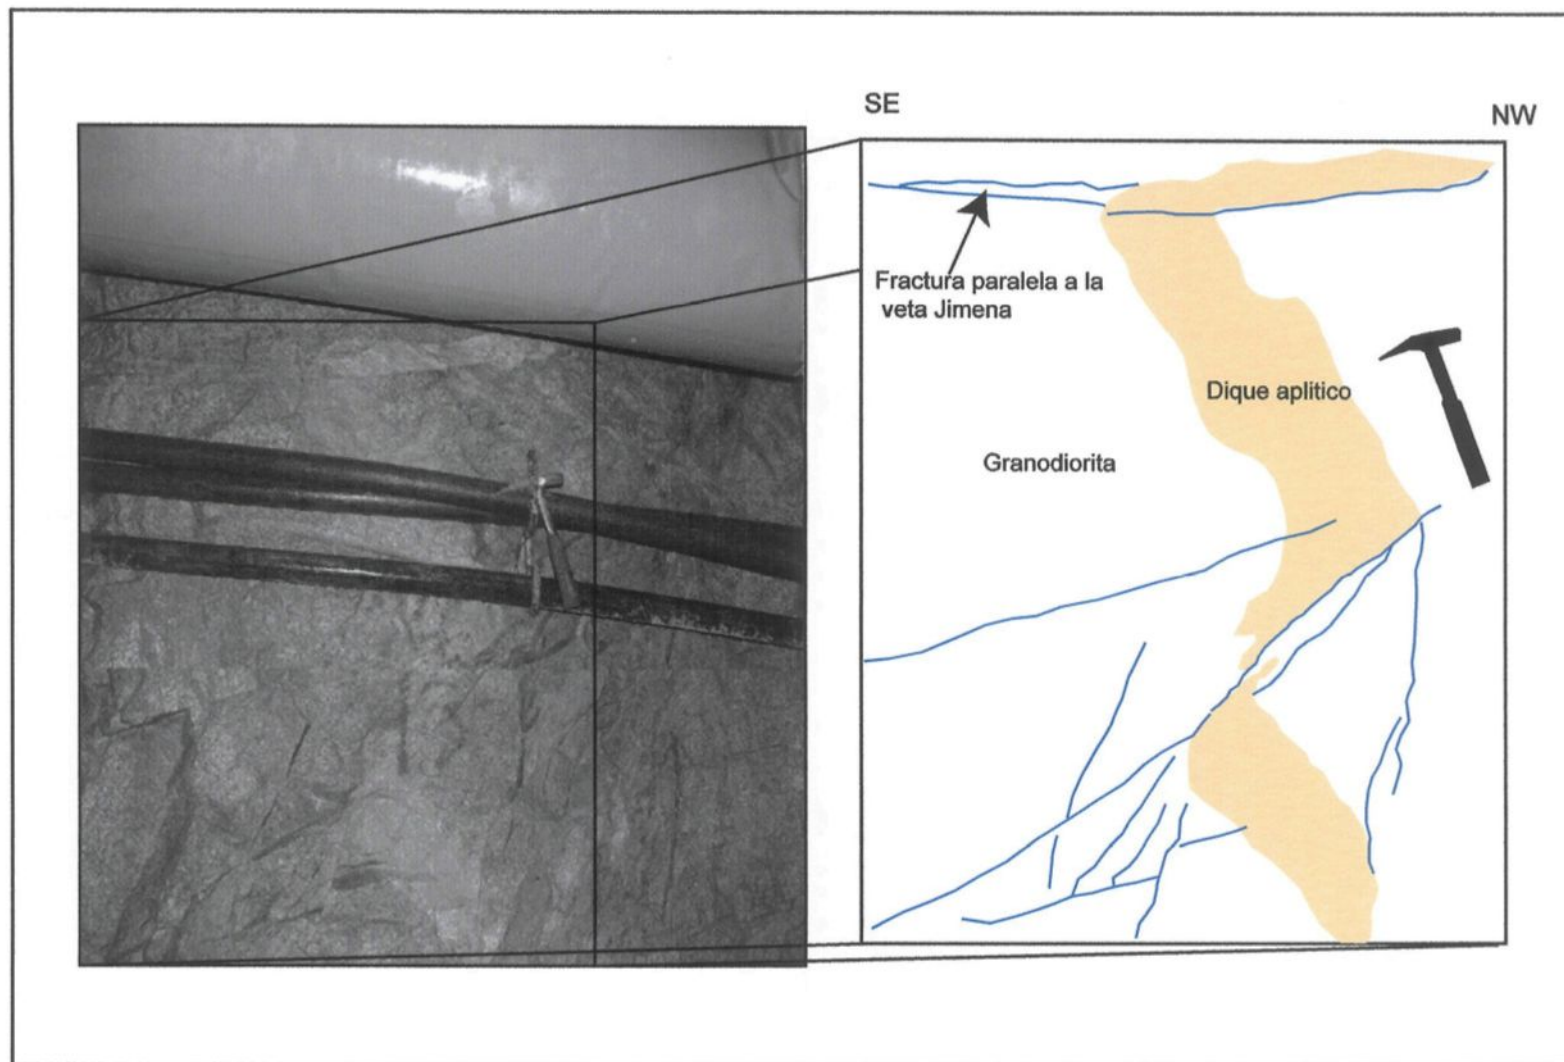 SE
NW
Fractura paralela a la
veta Jimena
Dique aplitico
Granodiorita